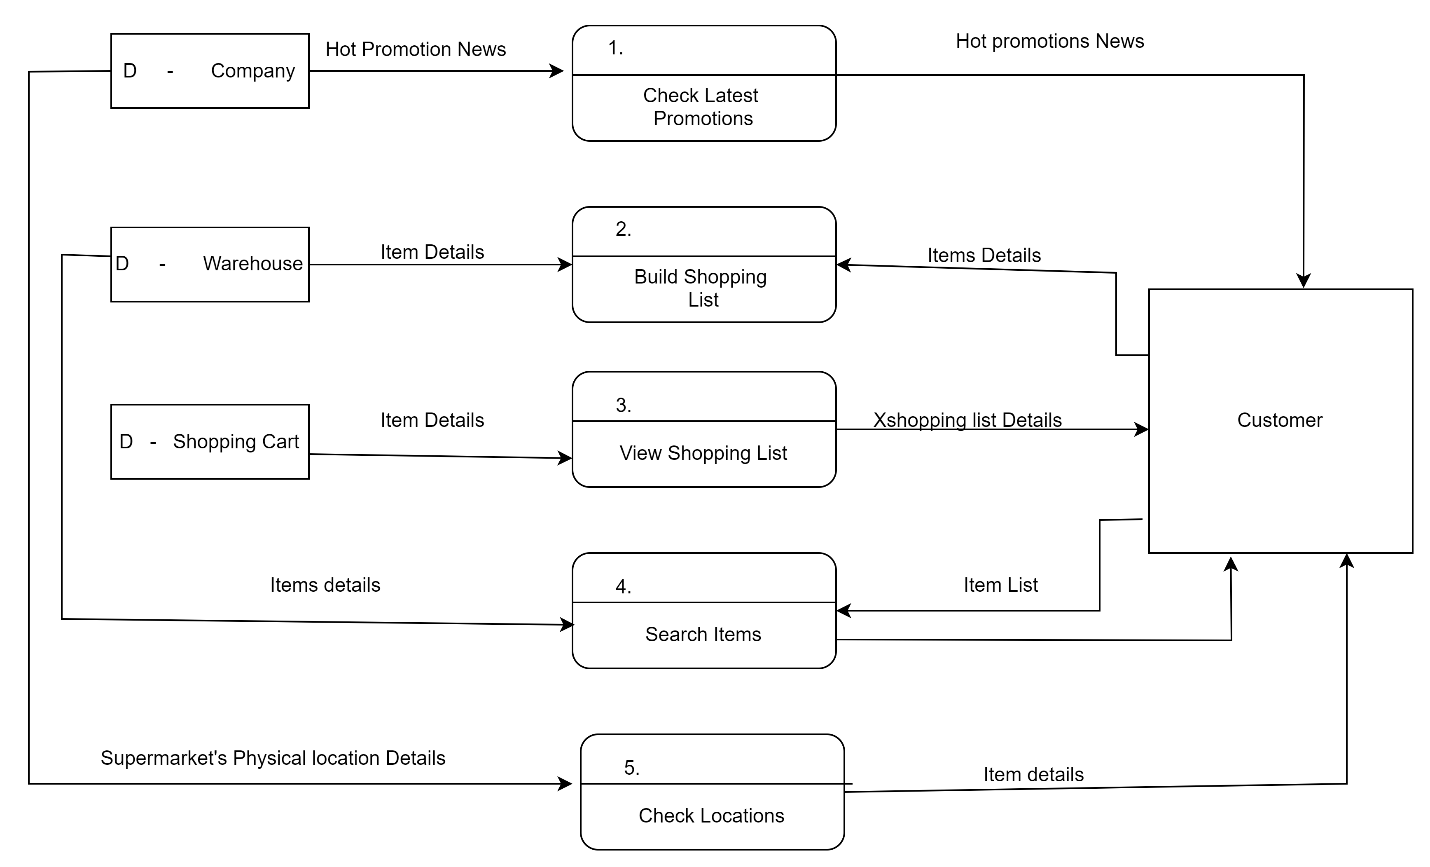 D - Company
Hot Promotion News
1.
Check Latest
Promotions
Hot promotions News
D - Warehouse
Item Details
2.
Build Shopping
List
Items Details
D - Shopping Cart
Item Details
3.
View Shopping List
Xshopping list Details
Customer
Items details
4.
Search Items
Item List
Supermarket's Physical location Details
5.
Check Locations
Item details